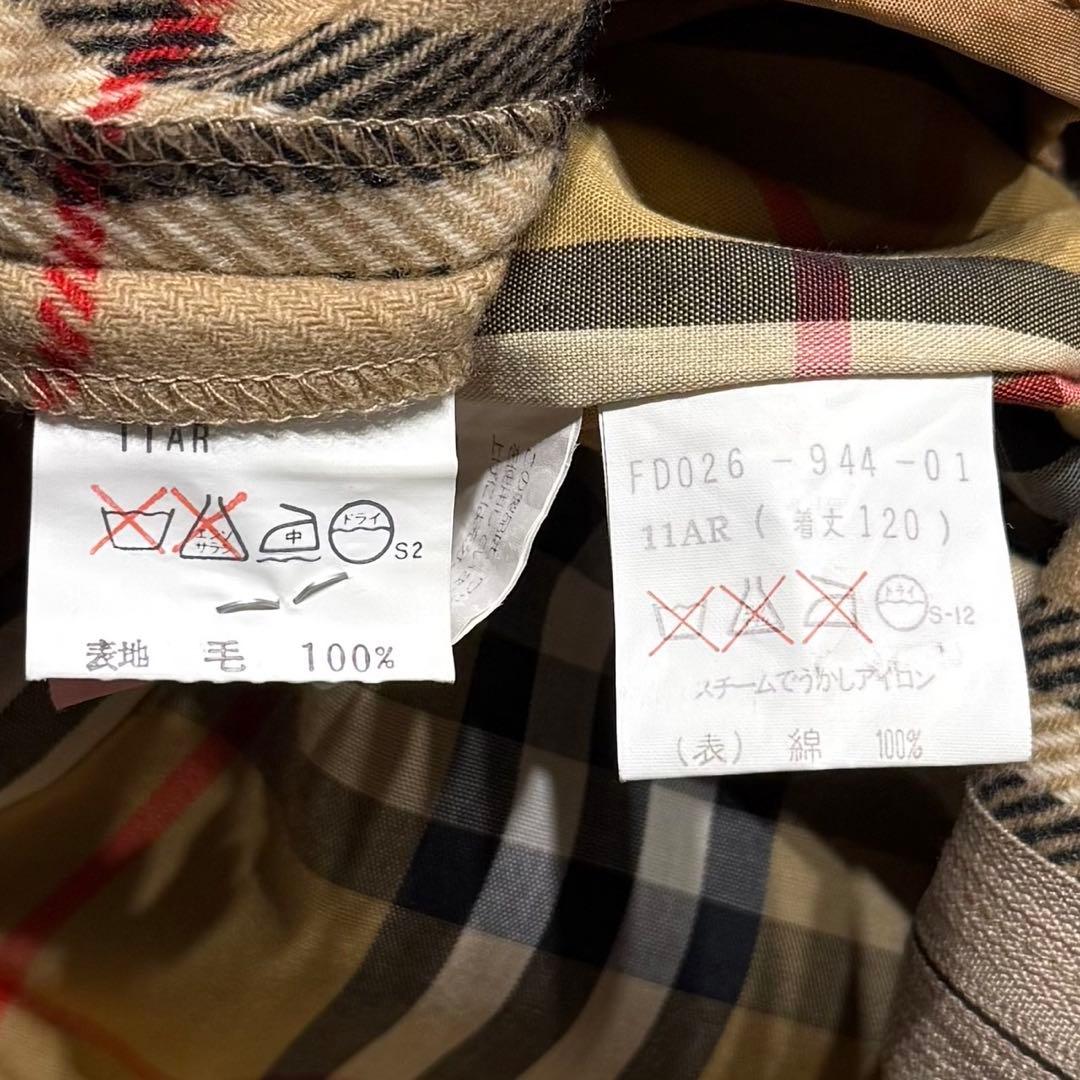 11AR
エンソ
サラシ
中
ドライ
S2
表地 毛 100%
FD026-944-01
11AR (着丈120)
ドライ
S-12
スチームでうかしアイロン
(表) 綿 100%